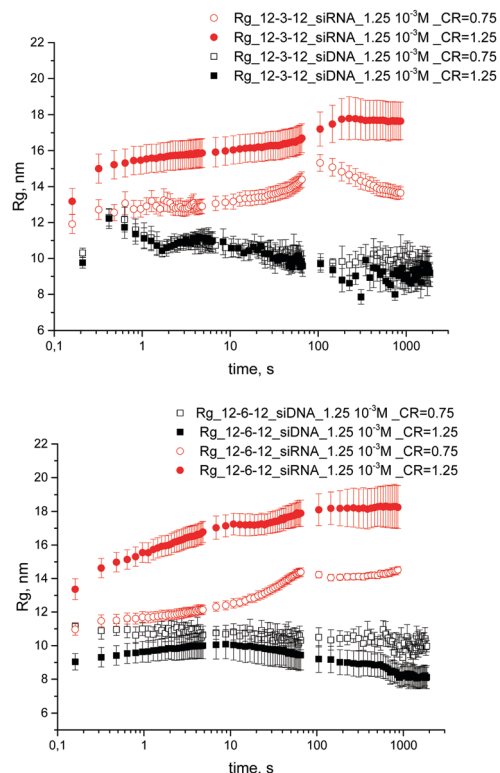 Rg_12-3-12_siRNA_1.25 10⁻³M _CR=0.75
Rg_12-3-12_siRNA_1.25 10⁻³M _CR=1.25
Rg_12-3-12_siDNA_1.25 10⁻³M _CR=0.75
Rg_12-3-12_siDNA_1.25 10⁻³M _CR=1.25
22
20
18
16
14
12
10
8
6
Rg, nm
0,1 1 10 100 1000
time, s
Rg_12-6-12_siDNA_1.25 10⁻³M _CR=0.75
Rg_12-6-12_siDNA_1.25 10⁻³M _CR=1.25
Rg_12-6-12_siRNA_1.25 10⁻³M _CR=0.75
Rg_12-6-12_siRNA_1.25 10⁻³M _CR=1.25
22
20
18
16
14
12
10
8
6
Rg, nm
0,1 1 10 100 1000
time, s